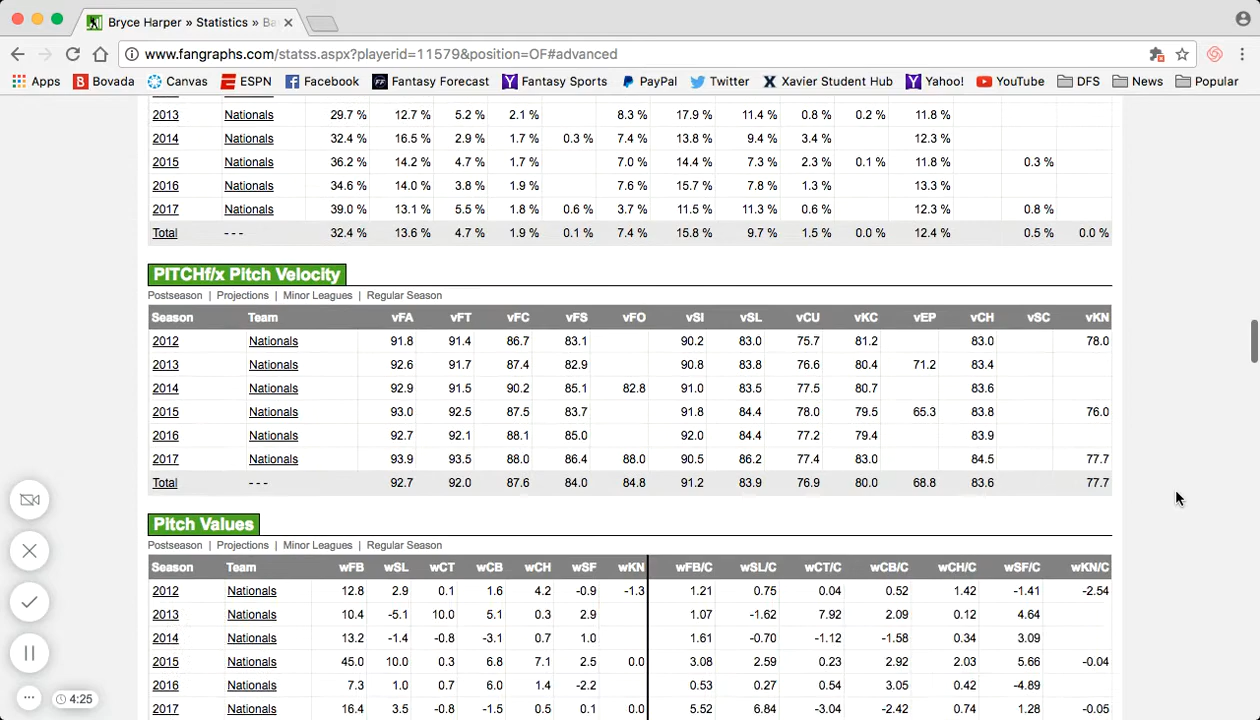 Bryce Harper » Statistics » Ba
www.fangraphs.com/statss.aspx?playerid=11579&position=OF#advanced
Apps Bovada Canvas ESPN Facebook Fantasy Forecast Fantasy Sports PayPal Twitter Xavier Student Hub Yahoo! YouTube DFS News Popular
2013 Nationals 29.7 % 12.7 % 5.2 % 2.1 % 8.3 % 17.9 % 11.4 % 0.8 % 0.2 % 11.8 %
2014 Nationals 32.4 % 16.5 % 2.9 % 1.7 % 0.3 % 7.4 % 13.8 % 9.4 % 3.4 % 12.3 %
2015 Nationals 36.2 % 14.2 % 4.7 % 1.7 % 7.0 % 14.4 % 7.3 % 2.3 % 0.1 % 11.8 % 0.3 %
2016 Nationals 34.6 % 14.0 % 3.8 % 1.9 % 7.6 % 15.7 % 7.8 % 1.3 % 13.3 %
2017 Nationals 39.0 % 13.1 % 5.5 % 1.8 % 0.6 % 3.7 % 11.5 % 11.3 % 0.6 % 12.3 % 0.8 %
Total - - - 32.4 % 13.6 % 4.7 % 1.9 % 0.1 % 7.4 % 15.8 % 9.7 % 1.5 % 0.0 % 12.4 % 0.5 % 0.0 %
PITCHf/x Pitch Velocity
Postseason | Projections | Minor Leagues | Regular Season
Season Team vFA vFT vFC vFS vFO vSI vSL vCU vKC vEP vCH vSC vKN
2012 Nationals 91.8 91.4 86.7 83.1 90.2 83.0 75.7 81.2 83.0 78.0
2013 Nationals 92.6 91.7 87.4 82.9 90.8 83.8 76.6 80.4 71.2 83.4
2014 Nationals 92.9 91.5 90.2 85.1 82.8 91.0 83.5 77.5 80.7 83.6
2015 Nationals 93.0 92.5 87.5 83.7 91.8 84.4 78.0 79.5 65.3 83.8 76.0
2016 Nationals 92.7 92.1 88.1 85.0 92.0 84.4 77.2 79.4 83.9
2017 Nationals 93.9 93.5 88.0 86.4 88.0 90.5 86.2 77.4 83.0 84.5 77.7
Total - - - 92.7 92.0 87.6 84.0 84.8 91.2 83.9 76.9 80.0 68.8 83.6 77.7
Pitch Values
Postseason | Projections | Minor Leagues | Regular Season
Season Team wFB wSL wCT wCB wCH wSF wKN wFB/C wSL/C wCT/C wCB/C wCH/C wSF/C wKN/C
2012 Nationals 12.8 2.9 0.1 1.6 4.2 -0.9 -1.3 1.21 0.75 0.04 0.52 1.42 -1.41 -2.54
2013 Nationals 10.4 -5.1 10.0 5.1 0.3 2.9 1.07 -1.62 7.92 2.09 0.12 4.64
2014 Nationals 13.2 -1.4 -0.8 -3.1 0.7 1.0 1.61 -0.70 -1.12 -1.58 0.34 3.09
2015 Nationals 45.0 10.0 0.3 6.8 7.1 2.5 0.0 3.08 2.59 0.23 2.92 2.03 5.66 -0.04
2016 Nationals 7.3 1.0 0.7 6.0 1.4 -2.2 0.53 0.27 0.54 3.05 0.42 -4.89
2017 Nationals 16.4 3.5 -0.8 -1.5 0.5 0.1 0.0 5.52 6.84 -3.04 -2.42 0.74 1.28 -0.05
4:25